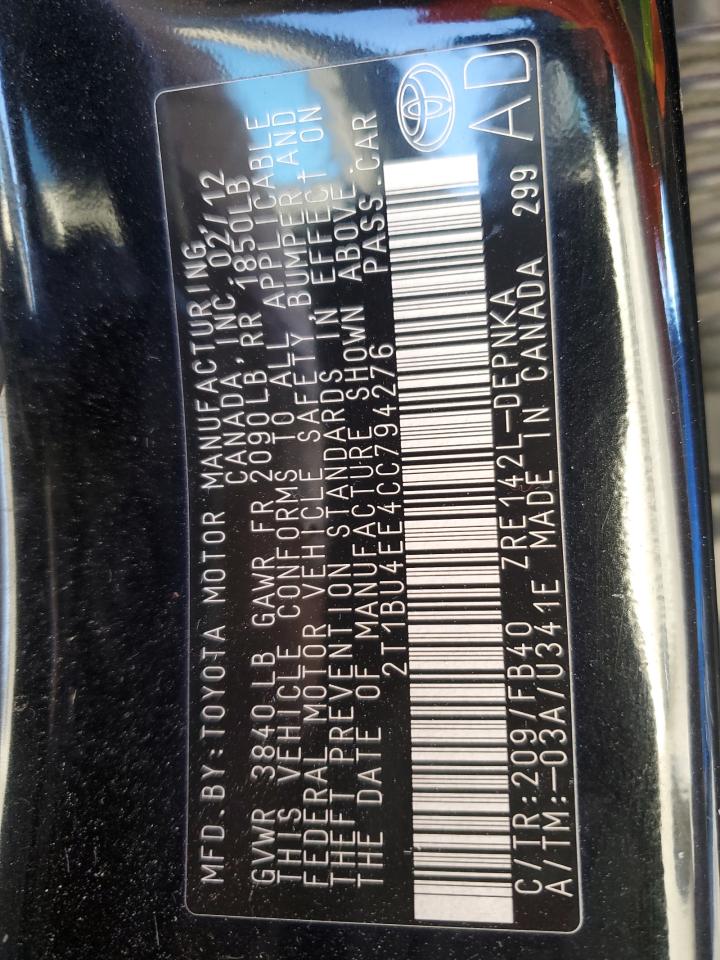 MFD.BY:TOYOTA MOTOR MANUFACTURING,
CANADA, INC. 02/12
GVWR 3840 LB GAWR FR 2090LB, RR 1850LB
THIS VEHICLE CONFORMS TO ALL APPLICABLE
FEDERAL MOTOR VEHICLE SAFETY, BUMPER, AND
THEFT PREVENTION STANDARDS IN EFFECT ON
THE DATE OF MANUFACTURE SHOWN ABOVE.
2T1BU4EE4CC794276 PASS.CAR
C/TR:209/FB40 ZRE142L-DEPNKA
A/TM:-03A/U341E MADE IN CANADA 299
AD